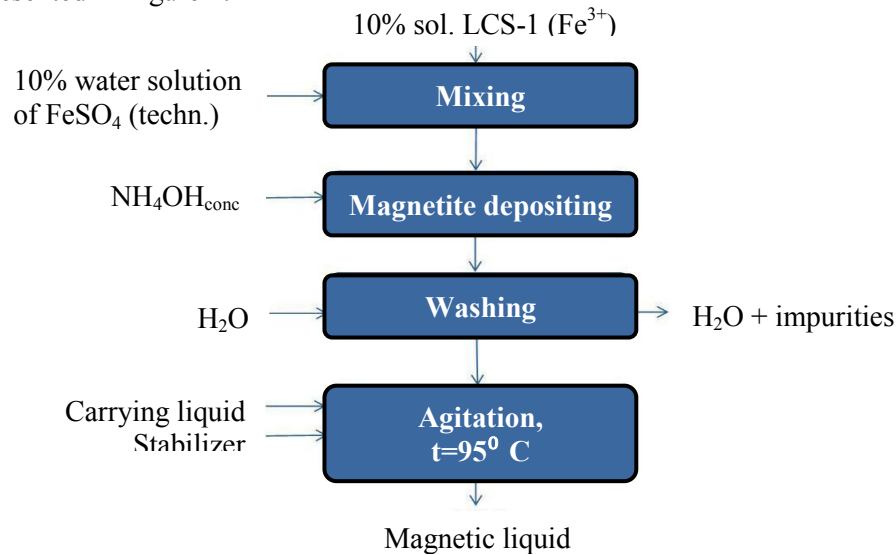 10% sol. LCS-1 (Fe³⁺)
10% water solution
of FeSO₄ (techn.)
Mixing
NH₄OHconc
Magnetite depositing
H₂O
Washing
H₂O + impurities
Carrying liquid
Stabilizer
Agitation,
t=95⁰ C
Magnetic liquid